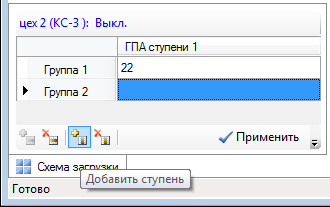 цех 2 (КС-3 ): Выкл.
ГПА ступени 1
Группа 1 22
Группа 2
Применить
Схема загрузки
Добавить ступень
Готово